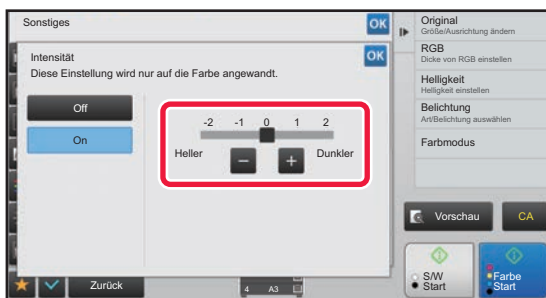 Sonstiges
OK
Intensität
OK
Diese Einstellung wird nur auf die Farbe angewandt.
Off
On
-2 -1 0 1 2
Heller
Dunkler
Zurück
4 A3
Original
Größe/Ausrichtung ändern
RGB
Dicke von RGB einstellen
Helligkeit
Helligkeit einstellen
Belichtung
Art/Belichtung auswählen
Farbmodus
Vorschau
CA
S/W
Start
Farbe
Start